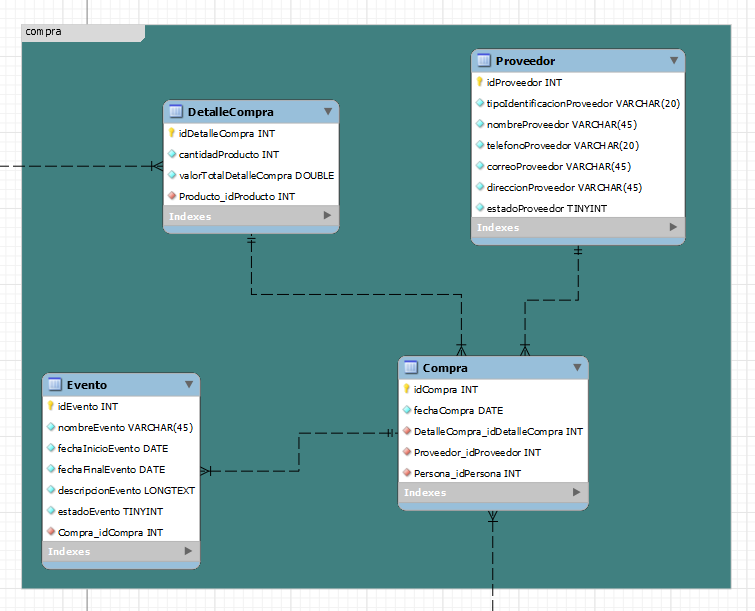 compra
Proveedor
idProveedor INT
tipoIdentificacionProveedor VARCHAR(20)
nombreProveedor VARCHAR(45)
telefonoProveedor VARCHAR(20)
correoProveedor VARCHAR(45)
direccionProveedor VARCHAR(45)
estadoProveedor TINYINT
Indexes
DetalleCompra
idDetalleCompra INT
cantidadProducto INT
valorTotalDetalleCompra DOUBLE
Producto_idProducto INT
Indexes
Compra
idCompra INT
fechaCompra DATE
DetalleCompra_idDetalleCompra INT
Proveedor_idProveedor INT
Persona_idPersona INT
Indexes
Evento
idEvento INT
nombreEvento VARCHAR(45)
fechaInicioEvento DATE
fechaFinalEvento DATE
descripcionEvento LONGTEXT
estadoEvento TINYINT
Compra_idCompra INT
Indexes